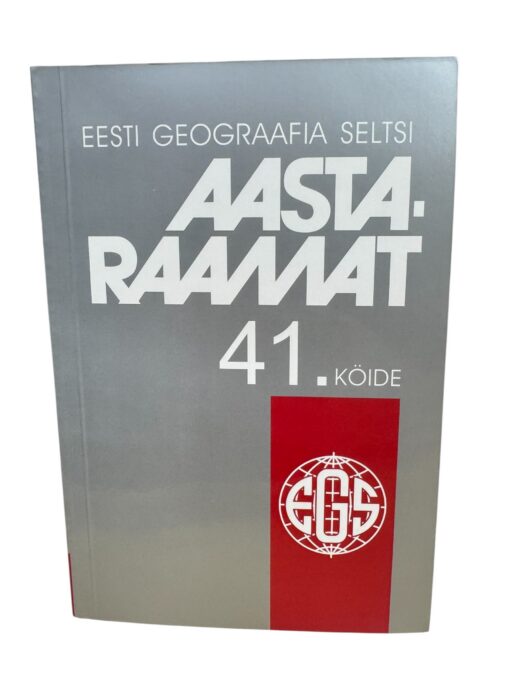 EESTI GEOGRAAFIA SELTSI
AASTA-
RAAMAT
41. KÖIDE
EGS